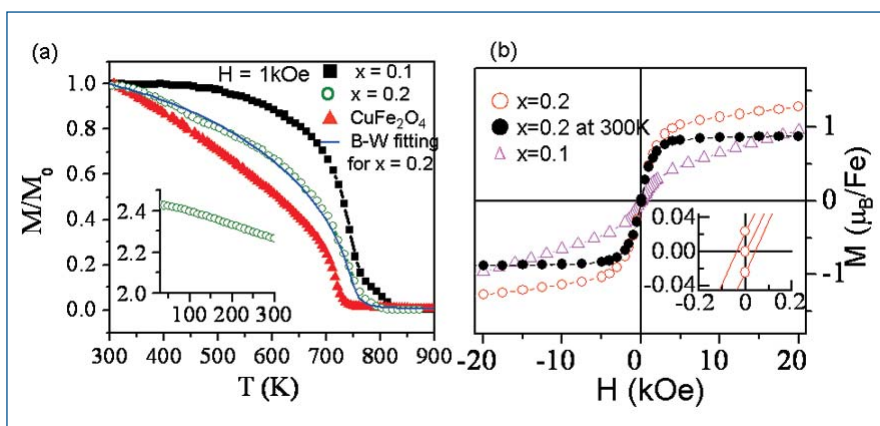 (a)
H = 1kOe
x = 0.1
x = 0.2
CuFe₂O₄
B-W fitting
for x = 0.2
M/M₀
1.0
0.8
0.6
0.4
0.2
0.0
2.4
2.2
2.0
100 200 300
300 400 500 600 700 800 900
T (K)
(b)
x=0.2
x=0.2 at 300K
x=0.1
1
0
-1
M (μ_B/Fe)
0.04
0.00
-0.04
-0.2 0 0.2
-20 -10 0 10 20
H (kOe)